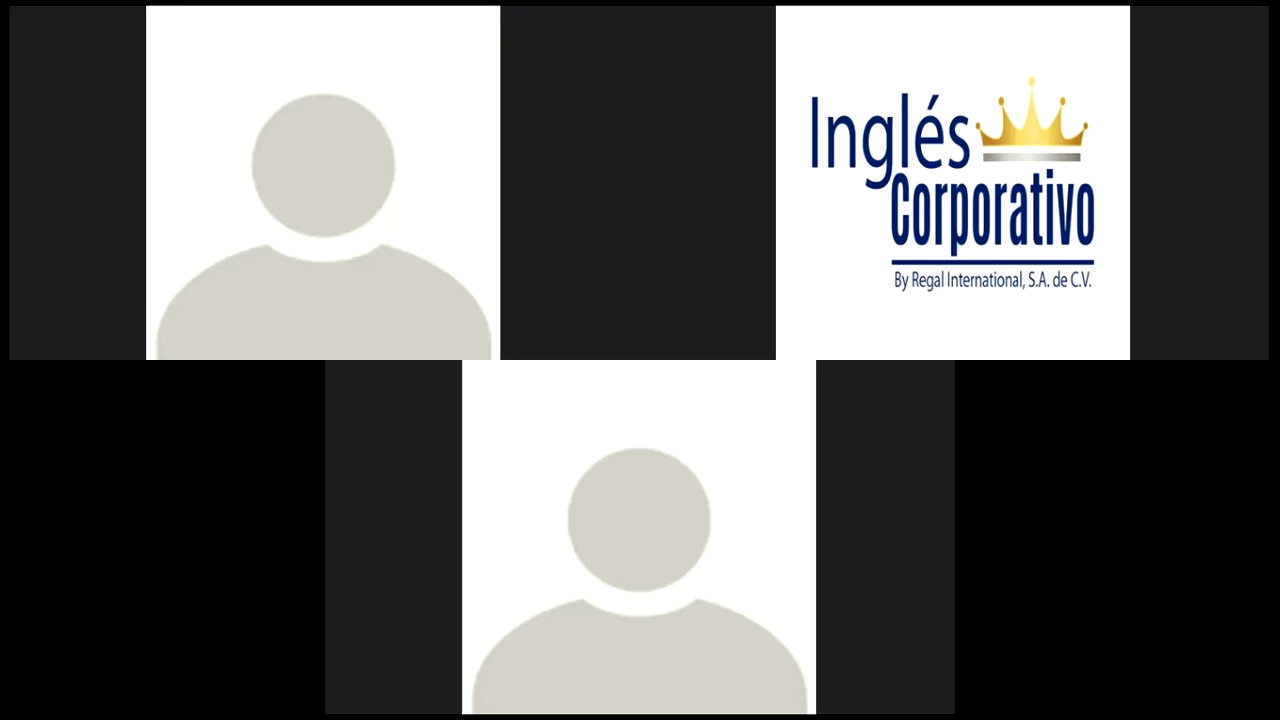 Inglés
Corporativo
By Regal International, S.A. de C.V.